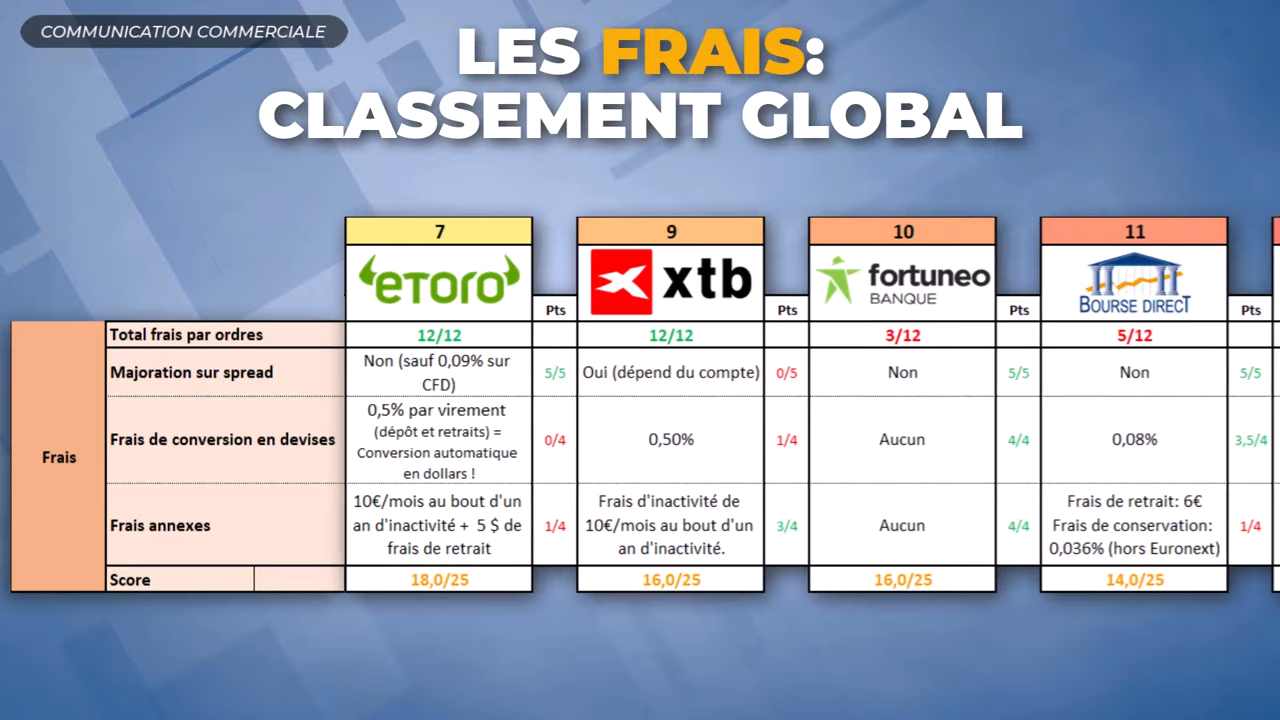 COMMUNICATION COMMERCIALE
LES FRAIS:
CLASSEMENT GLOBAL
7
9
10
11
eTORO
xtb
fortuneo
BANQUE
BOURSE DIRECT
Pts
Pts
Pts
Pts
Frais
Total frais par ordres
12/12
12/12
3/12
5/12
Majoration sur spread
Non (sauf 0,09% sur
CFD)
5/5
Oui (dépend du compte)
0/5
Non
5/5
Non
5/5
Frais de conversion en devises
0,5% par virement
(dépôt et retraits) =
Conversion automatique
en dollars !
0/4
0,50%
1/4
Aucun
4/4
0,08%
3,5/4
Frais annexes
10€/mois au bout d'un
an d'inactivité + 5 $ de
frais de retrait
1/4
Frais d'inactivité de
10€/mois au bout d'un
an d'inactivité.
3/4
Aucun
4/4
Frais de retrait: 6€
Frais de conservation:
0,036% (hors Euronext)
1/4
Score
18,0/25
16,0/25
16,0/25
14,0/25